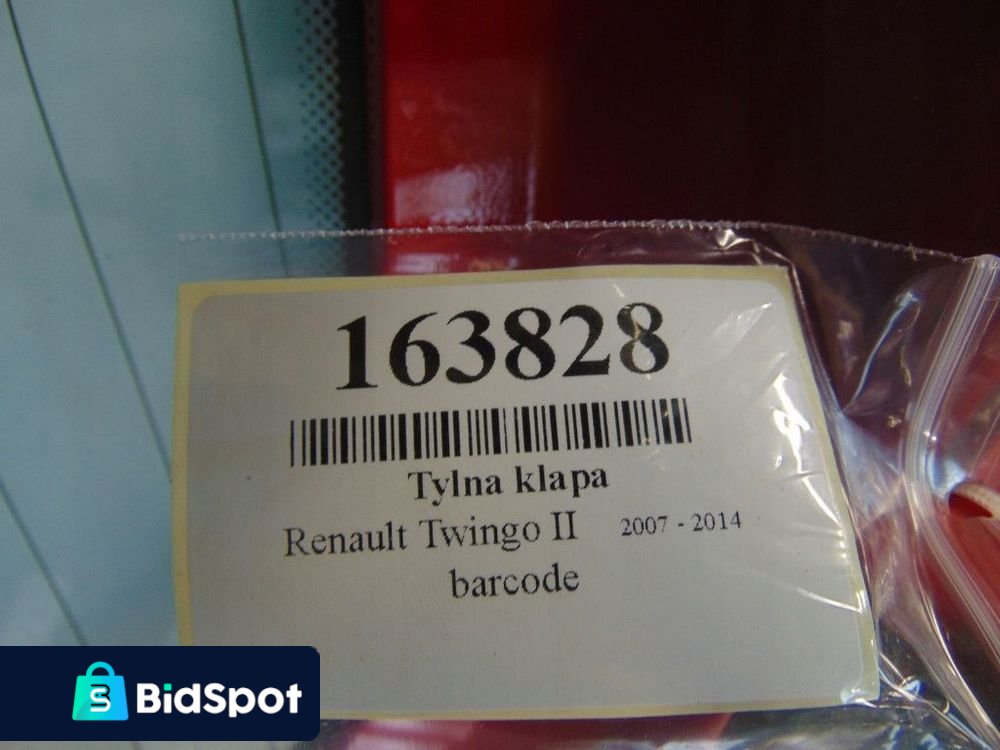 163828
Tylna klapa
Renault Twingo II 2007 - 2014
barcode
BidSpot